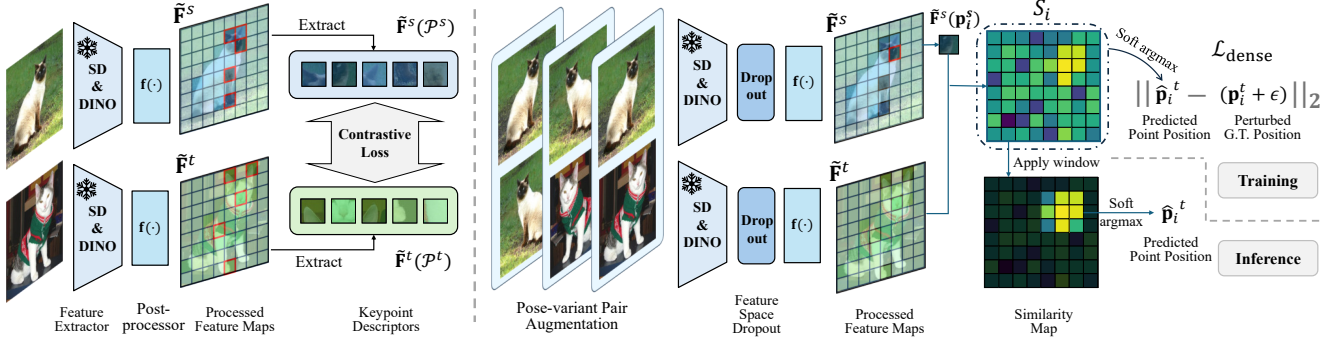 F̃ˢ
Extract
F̃ˢ(𝒫ˢ)
SD
&
DINO
f(·)
Contrastive
Loss
F̃ᵗ
SD
&
DINO
f(·)
Extract
F̃ᵗ(𝒫ᵗ)
Feature
Extractor
Post-
processor
Processed
Feature Maps
Keypoint
Descriptors
Pose-variant Pair
Augmentation
SD
&
DINO
Drop
out
f(·)
F̃ˢ
F̃ˢ(pᵢˢ)
SD
&
DINO
Drop
out
f(·)
F̃ᵗ
Feature
Space
Dropout
Processed
Feature Maps
Sᵢ
Soft argmax
ℒ_dense
||p̂ᵢᵗ − (pᵢᵗ + ϵ)||₂
Predicted
Point Position
Perturbed
G.T. Position
Apply window
Training
Soft
argmax
p̂ᵢᵗ
Predicted
Point Position
Inference
Similarity
Map